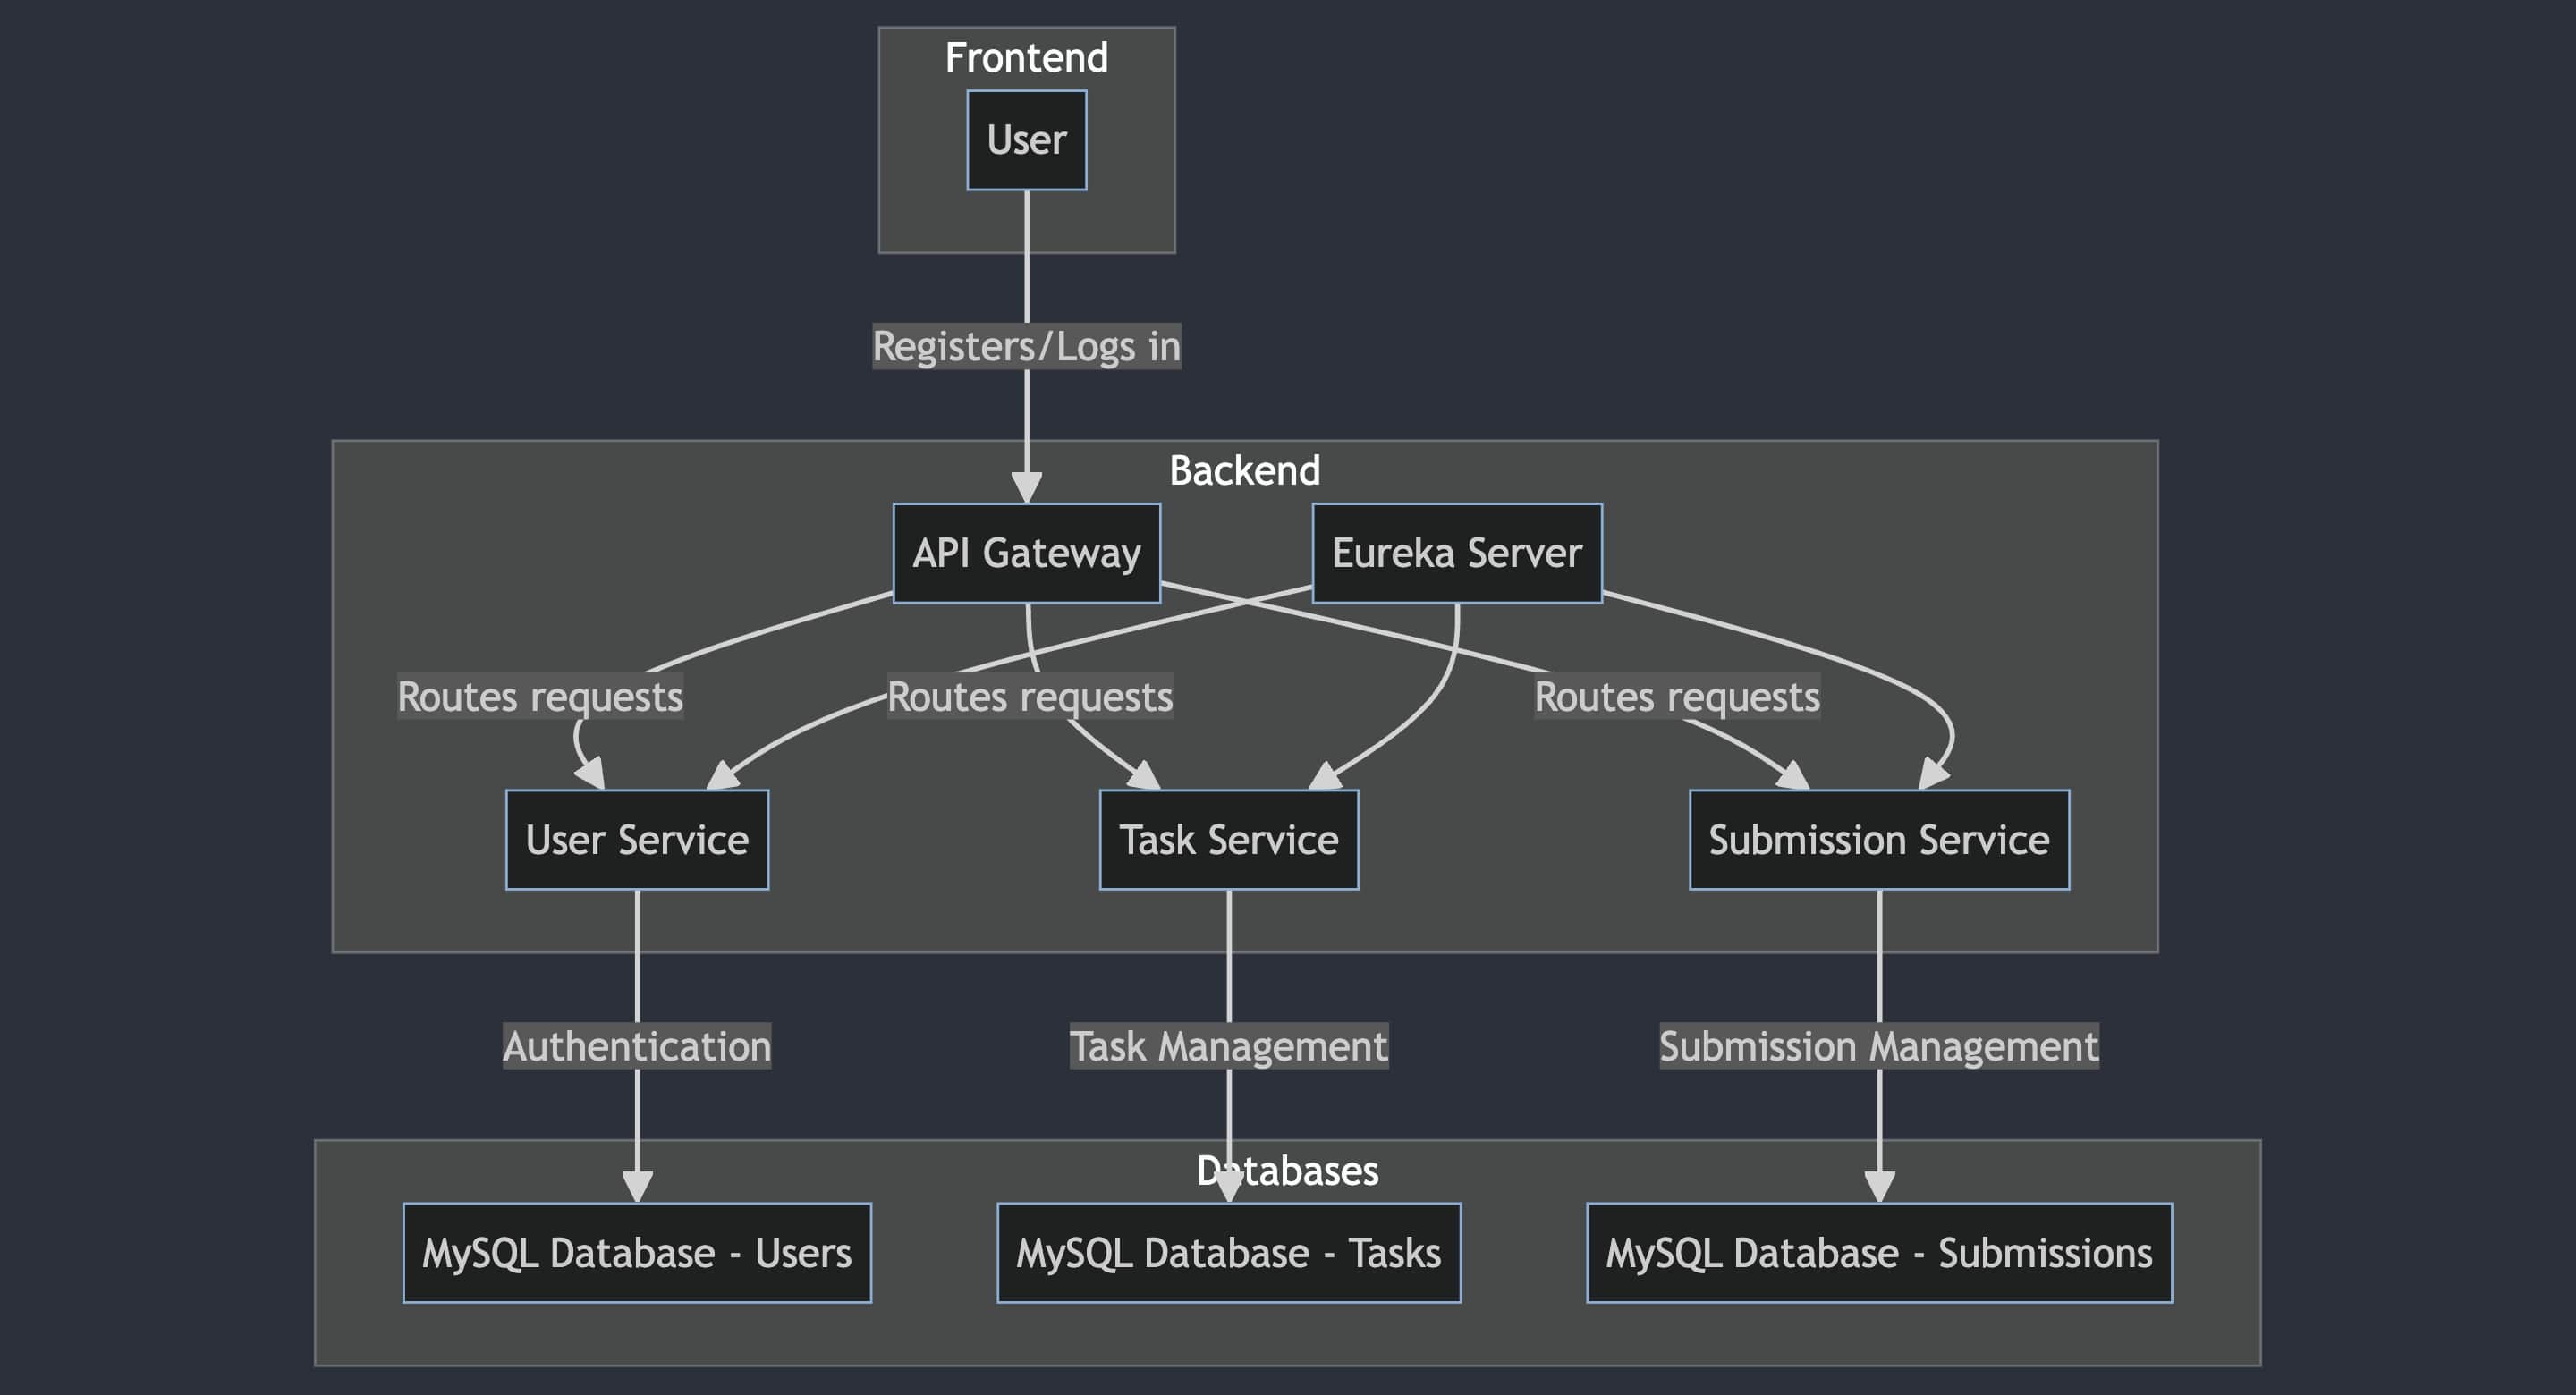 Frontend
User
Registers/Logs in
Backend
API Gateway
Eureka Server
Routes requests
Routes requests
Routes requests
User Service
Task Service
Submission Service
Authentication
Task Management
Submission Management
Databases
MySQL Database - Users
MySQL Database - Tasks
MySQL Database - Submissions